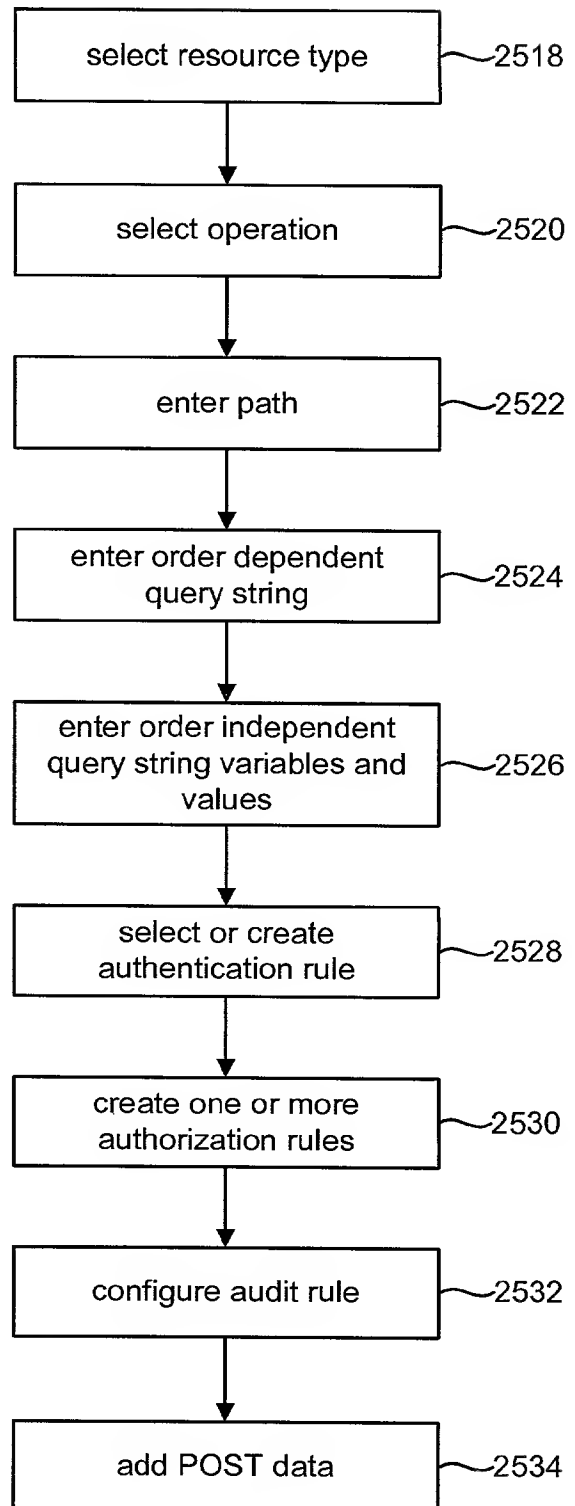 select resource type
2518
select operation
2520
enter path
2522
enter order dependent
query string
2524
enter order independent
query string variables and
values
2526
select or create
authentication rule
2528
create one or more
authorization rules
2530
configure audit rule
2532
add POST data
2534